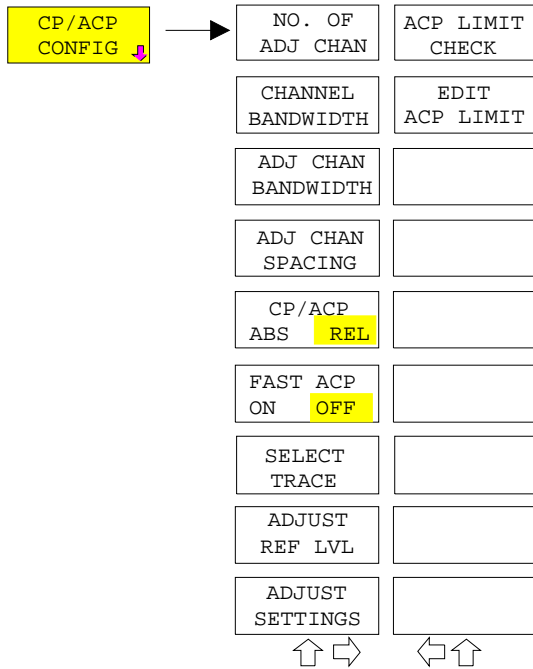 CP/ACP
CONFIG
NO. OF
ADJ CHAN
CHANNEL
BANDWIDTH
ADJ CHAN
BANDWIDTH
ADJ CHAN
SPACING
CP/ACP
ABS REL
FAST ACP
ON OFF
SELECT
TRACE
ADJUST
REF LVL
ADJUST
SETTINGS
ACP LIMIT
CHECK
EDIT
ACP LIMIT